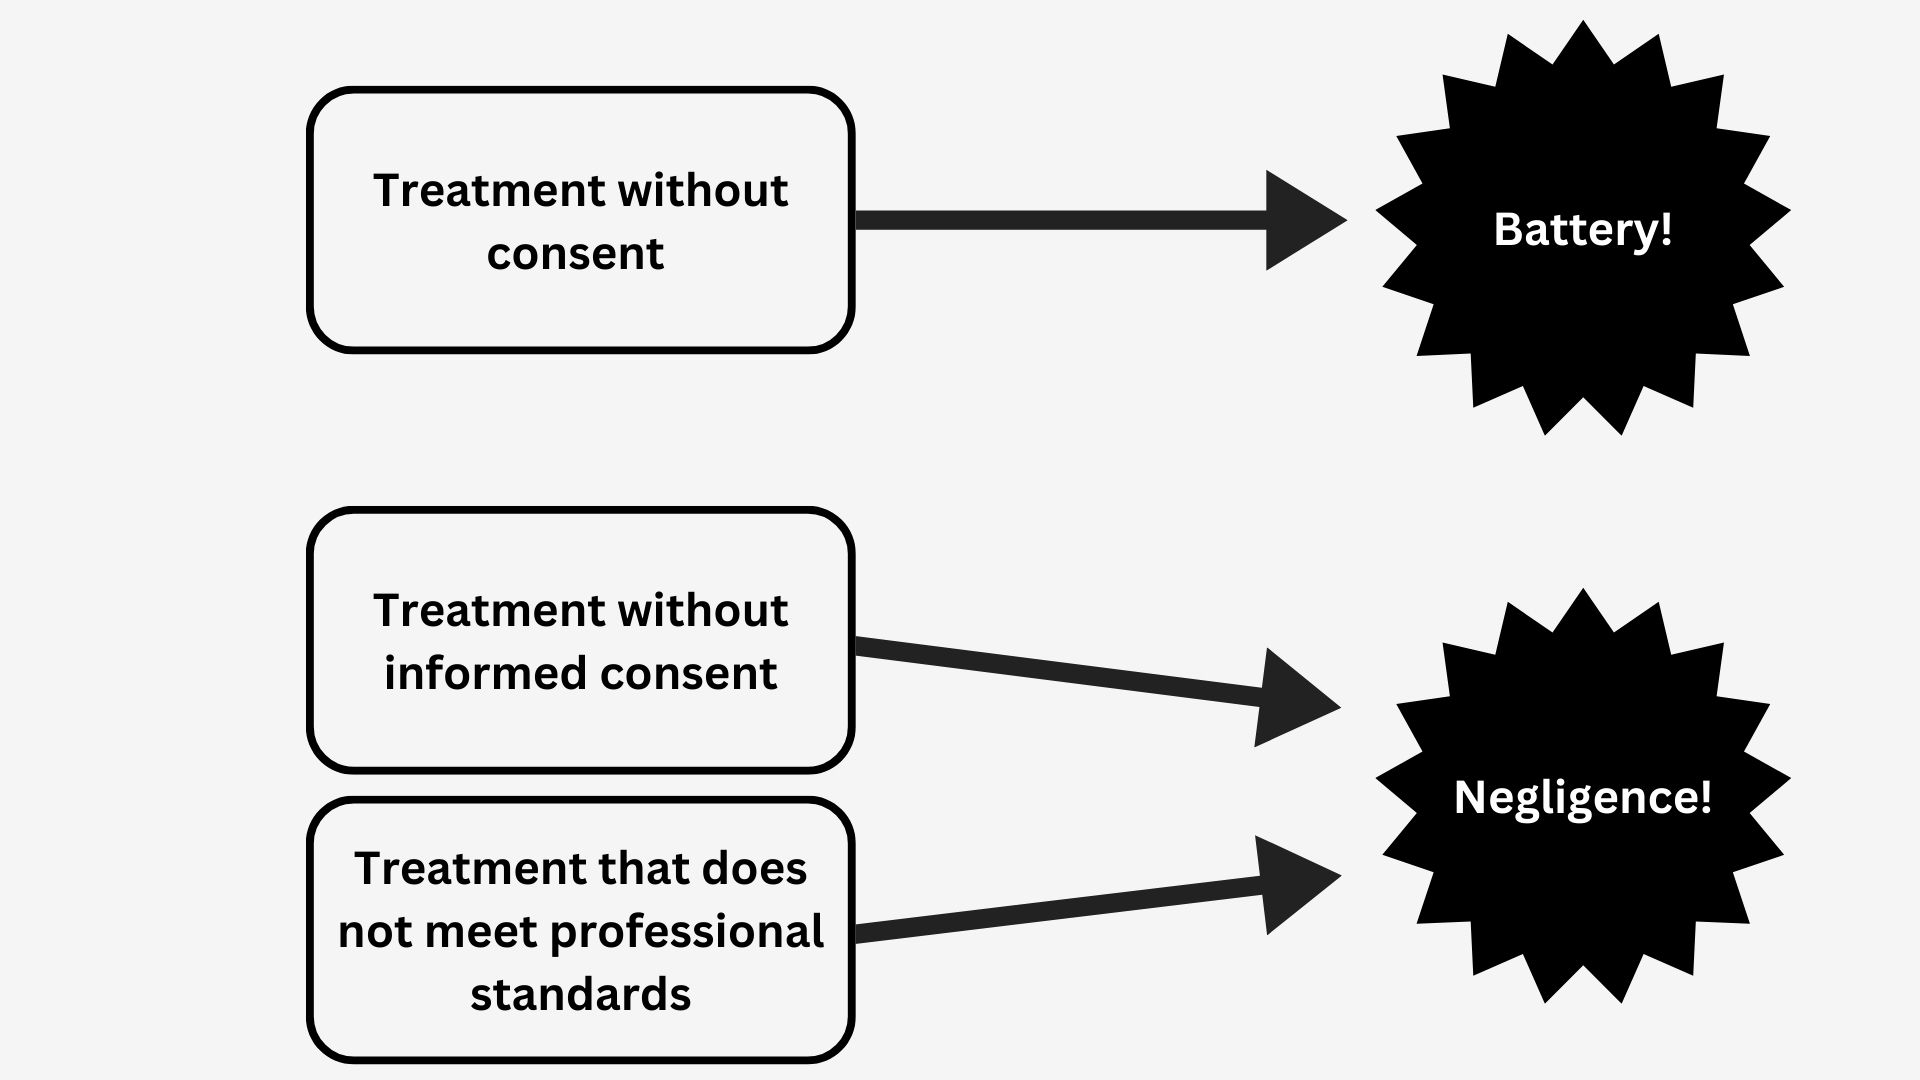 Treatment without
consent
Battery!
Treatment without
informed consent
Treatment that does
not meet professional
standards
Negligence!